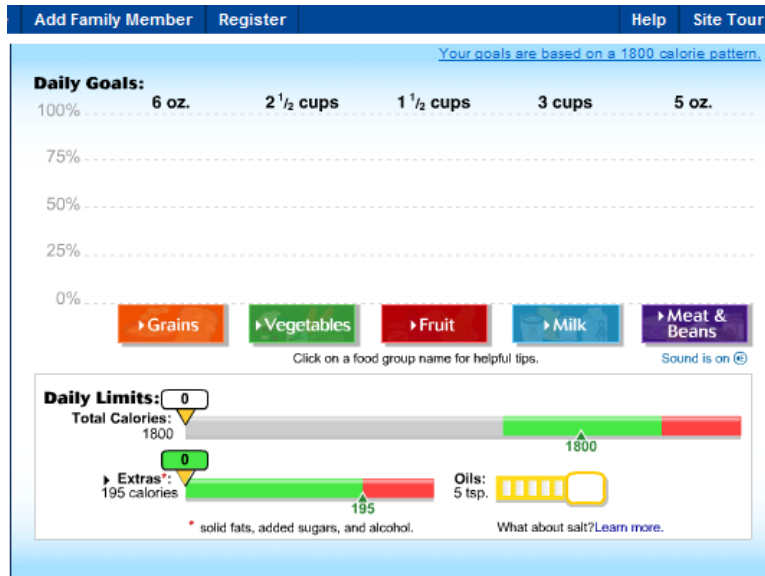 Add Family Member Register Help Site Tour
Your goals are based on a 1800 calorie pattern.
Daily Goals:
6 oz. 2 1/2 cups 1 1/2 cups 3 cups 5 oz.
100%
75%
50%
25%
0%
Grains Vegetables Fruit Milk Meat & Beans
Click on a food group name for helpful tips. Sound is on
Daily Limits: 0
Total Calories:
1800
1800
0
Extras*: Oils:
195 calories 5 tsp.
195
* solid fats, added sugars, and alcohol. What about salt?Learn more.